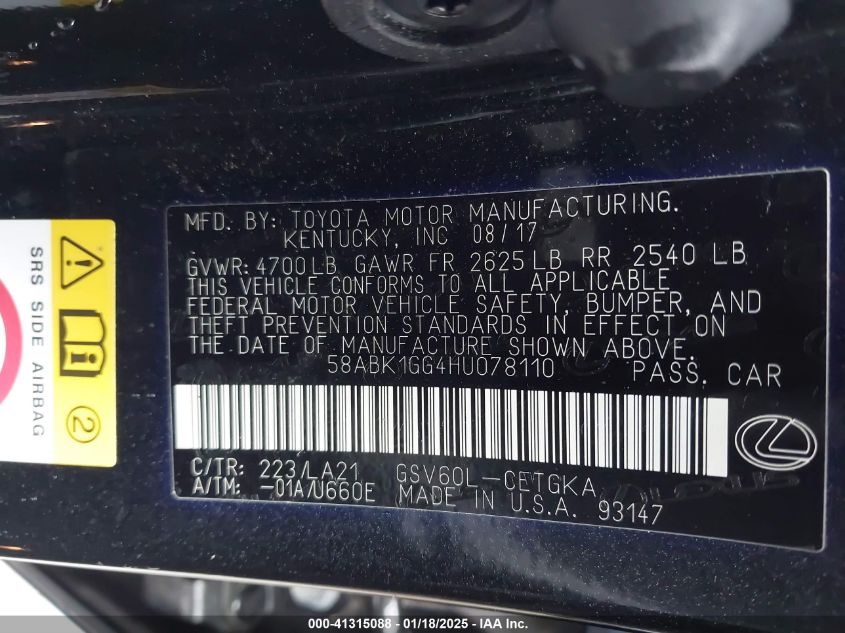 MFD. BY: TOYOTA MOTOR MANUFACTURING.
KENTUCKY, INC 08/17
GVWR: 4700LB GAWR FR 2625LB RR 2540 LB
THIS VEHICLE CONFORMS TO ALL APPLICABLE
FEDERAL MOTOR VEHICLE SAFETY, BUMPER, AND
THEFT PREVENTION STANDARDS IN EFFECT ON
THE DATE OF MANUFACTURE SHOWN ABOVE.
58ABK1GG4HU078110 PASS. CAR
C/TR: 223/LA21 GSV60L-CETGKA
A/TM: -01A/U660E MADE IN U.S.A. 93147
SRS SIDE AIRBAG
2
000-41315088 - 01/18/2025 - IAA Inc.